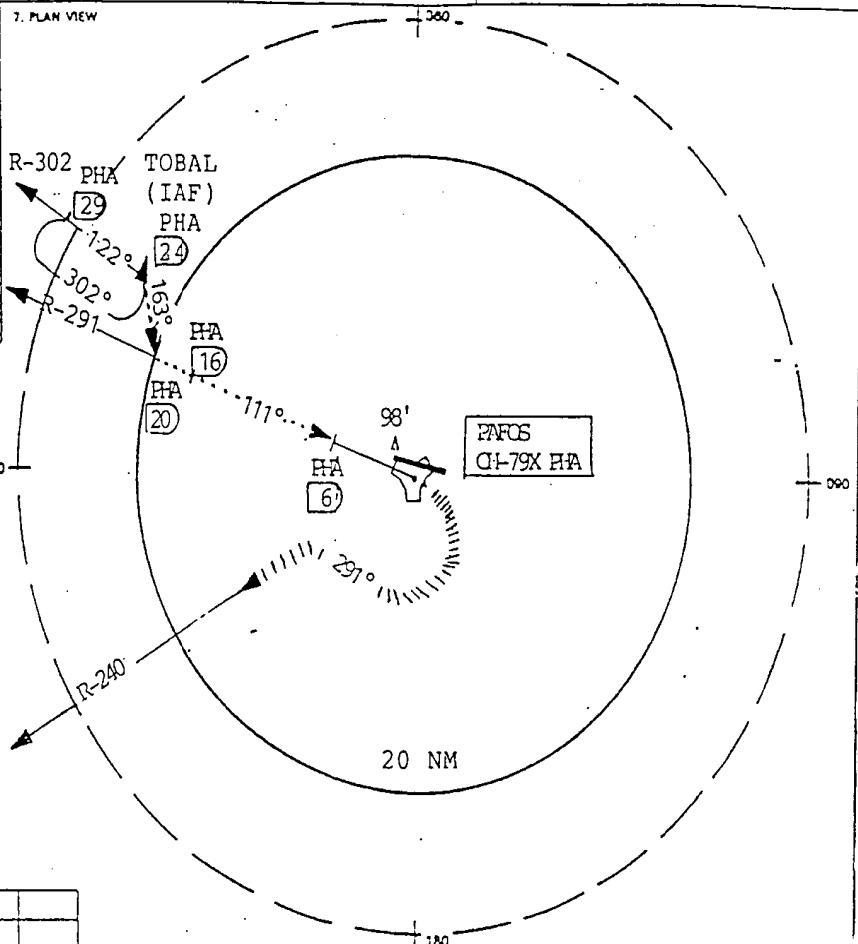 7. PLAN VIEW
360
R-302
PHA
29
TOBAL
(IAF)
PHA
24
122°
302°
163°
R-291
PHA
16
PHA
20
111°
98'
PAFOS
CH-79X PHA
PHA
6
090
291°
R-240
20 NM
180